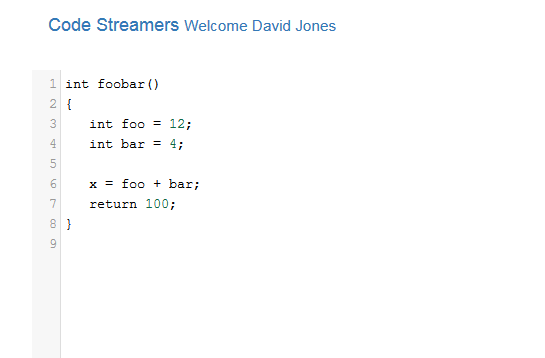 Code Streamers Welcome David Jones
1 int foobar()
2 {
3    int foo = 12;
4    int bar = 4;
5
6    x = foo + bar;
7    return 100;
8 }
9